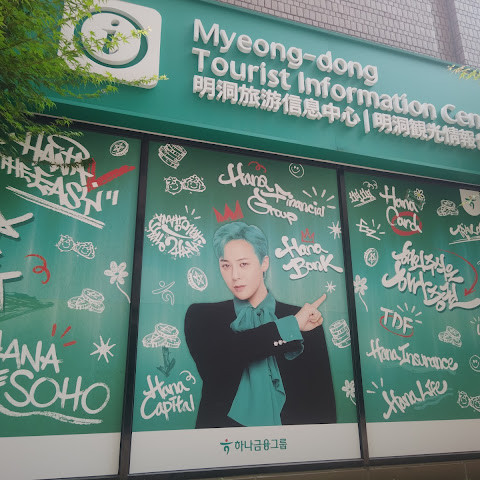 Myeong-dong
Tourist Information Cen
明洞旅游信息中心 | 明洞観光情報
HANA
SOHO
Hana
Financial
Group
Hana
Bank
Hana
Capital
하나금융그룹
Hana
Card
TDF
Hana Insurance
Hana Life